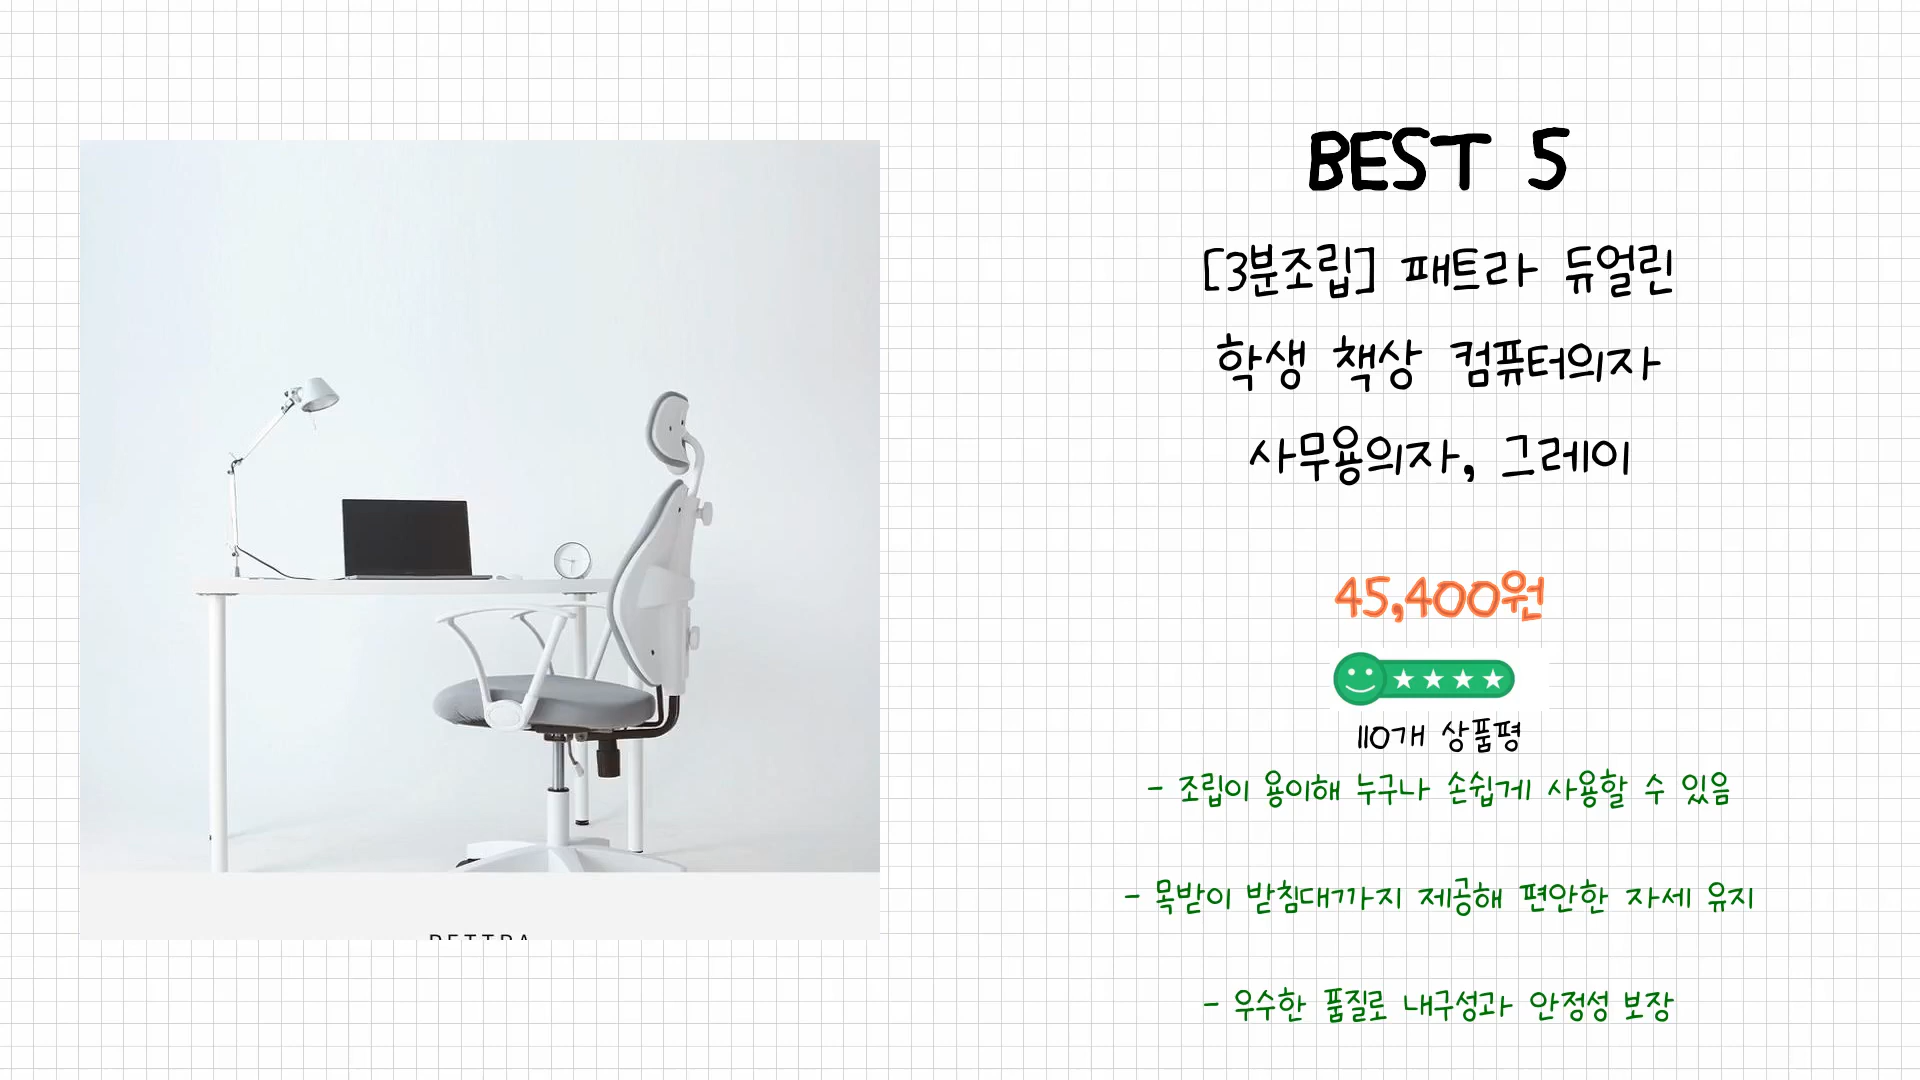 BEST 5
[3분조립] 패트라 듀얼린
학생 책상 컴퓨터의자
사무용의자, 그레이
45,400원
110개 상품평
- 조립이 용이해 누구나 손쉽게 사용할 수 있음
- 목받이 받침대까지 제공해 편안한 자세 유지
- 우수한 품질로 내구성과 안정성 보장